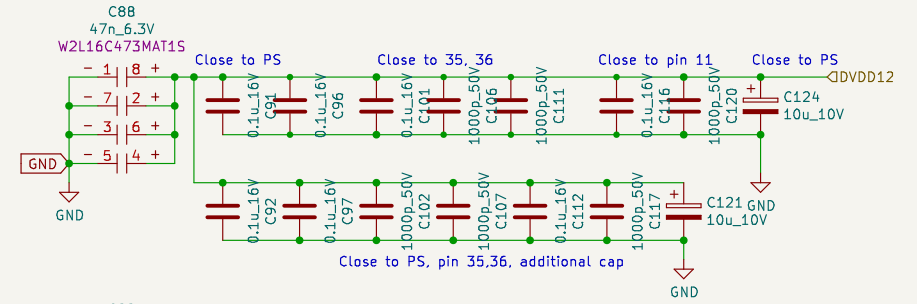 C88
47n_6.3V
W2L16C473MAT1S
- 1 8 +
7 2 +
- 3 6 +
- 5 4 +
GND
GND
Close to PS
Close to 35, 36
Close to pin 11
Close to PS
DVDD12
0.1u_16V
C91
0.1u_16V
C96
0.1u_16V
C101
1000p_50V
C106
1000p_50V
C111
0.1u_16V
C116
1000p_50V
C120
+
C124
10u_10V
GND
0.1u_16V
C92
0.1u_16V
C97
1000p_50V
C102
1000p_50V
C107
0.1u_16V
C112
1000p_50V
C117
+
C121
10u_10V
Close to PS, pin 35,36, additional cap
GND